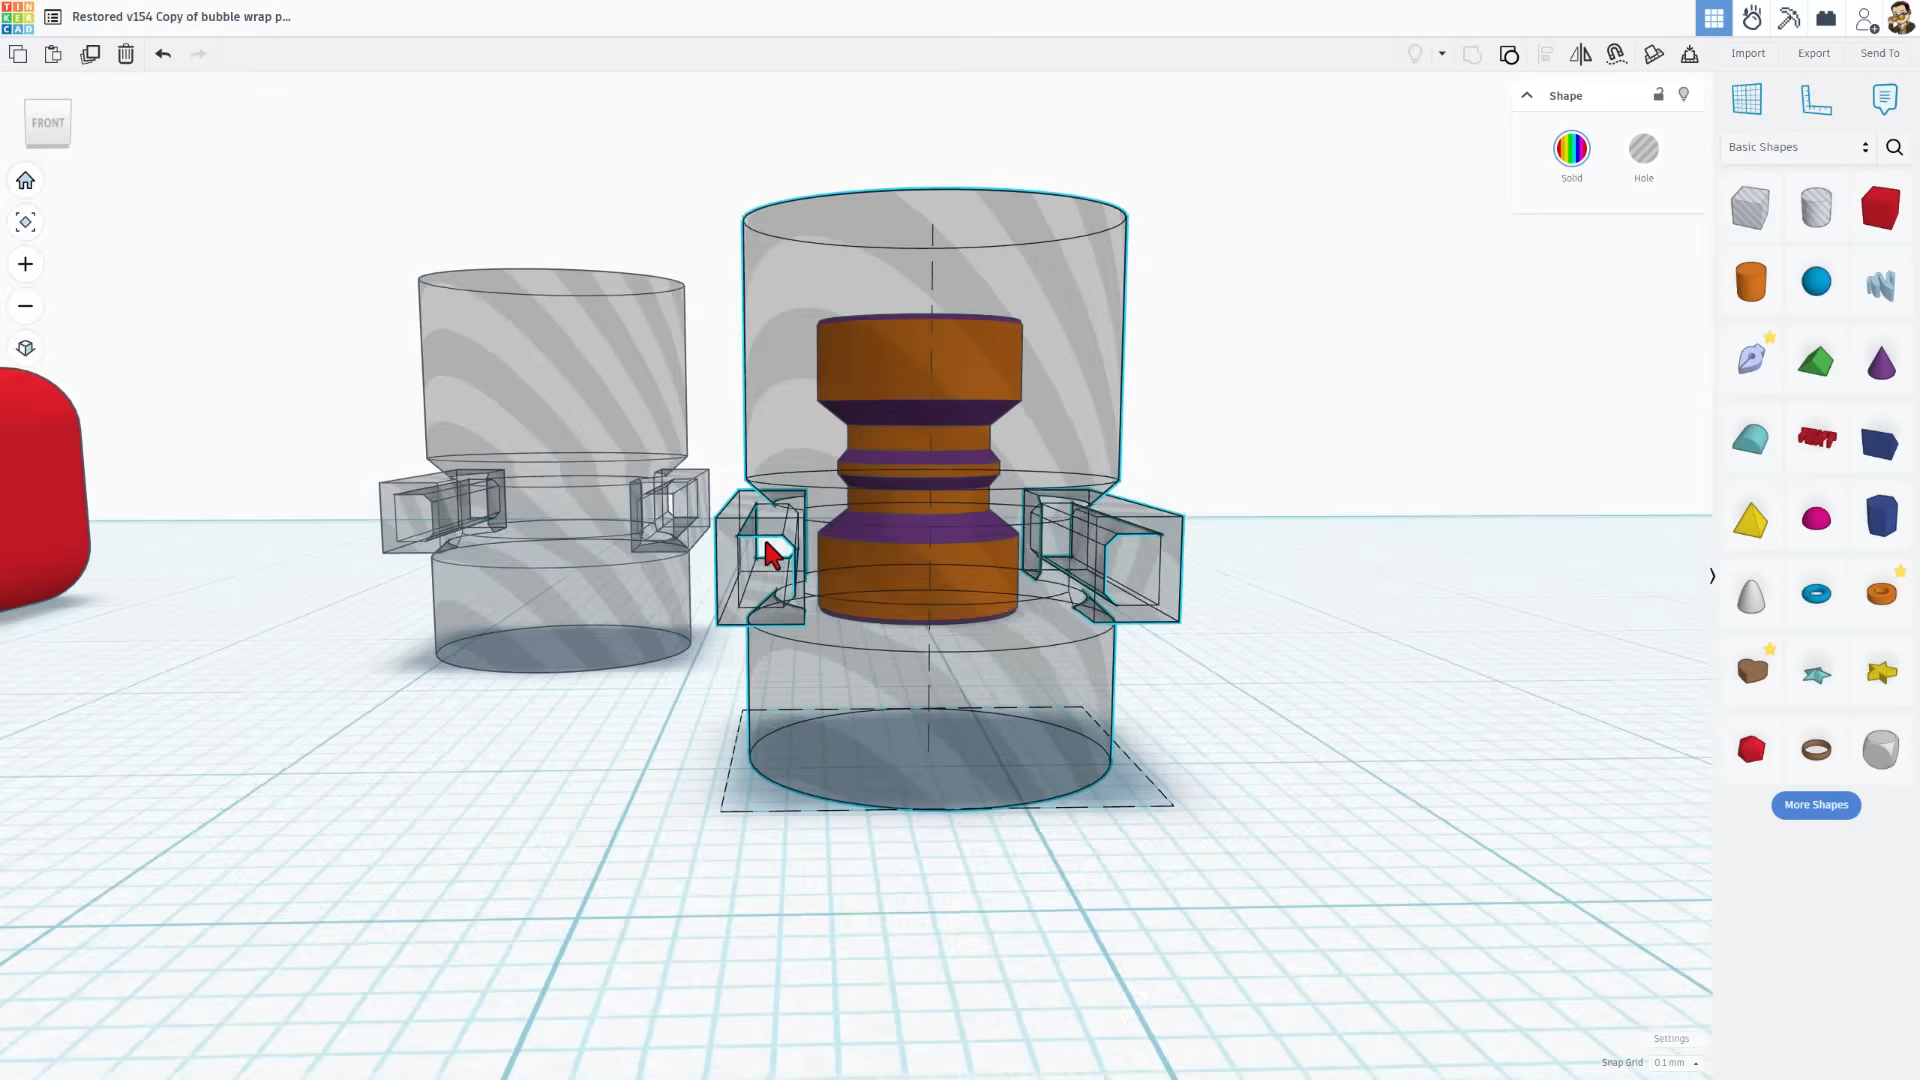 TIN
KER
CAD
Restored v154 Copy of bubble wrap p...
Import
Export
Send To
FRONT
Shape
Solid
Hole
Basic Shapes
TEXT
More Shapes
Settings
Snap Grid 0.1 mm